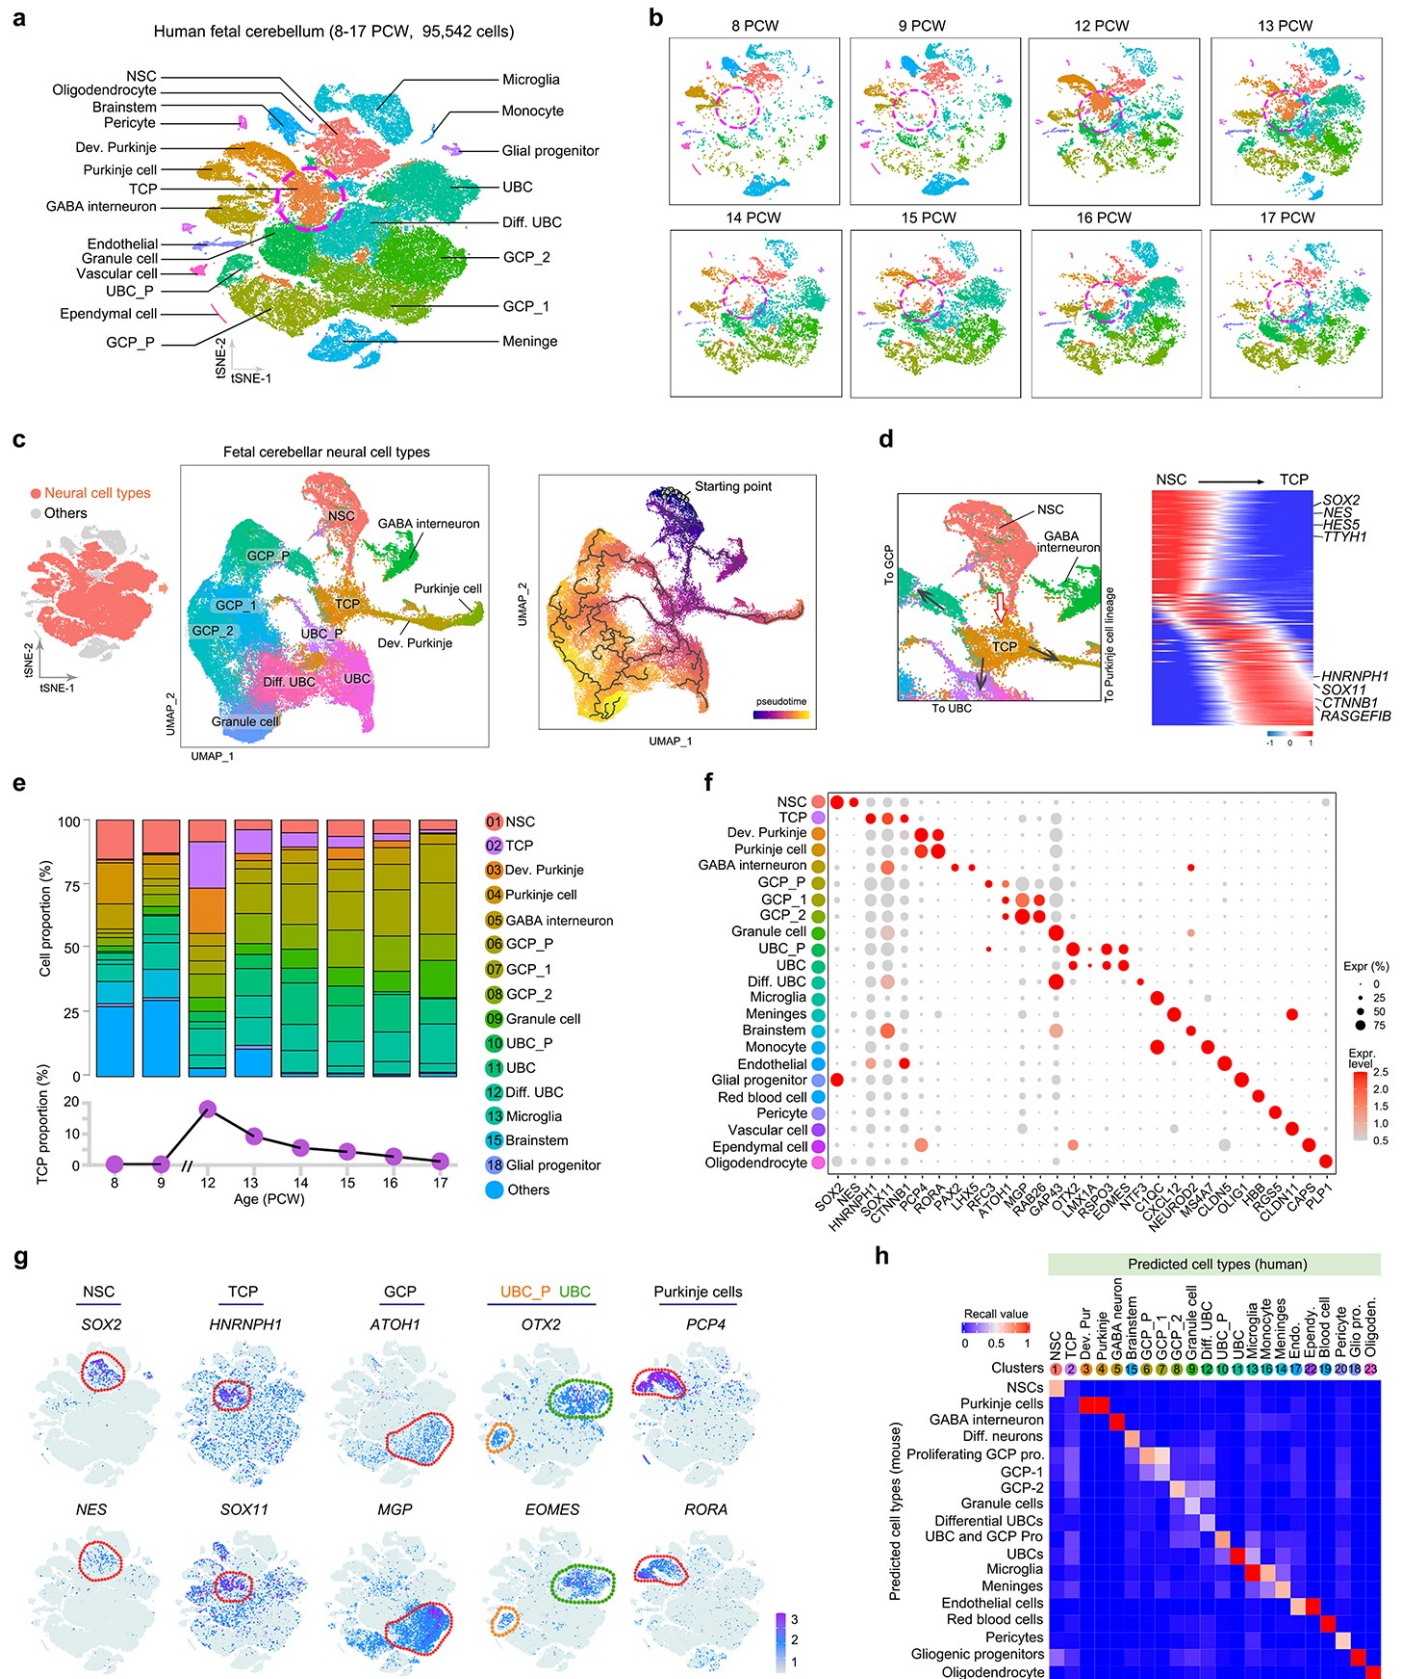 a
Human fetal cerebellum (8-17 PCW, 95,542 cells)
NSC
Oligodendrocyte
Brainstem
Pericyte
Dev. Purkinje
Purkinje cell
TCP
GABA interneuron
Endothelial
Granule cell
Vascular cell
UBC_P
Ependymal cell
GCP_P
Microglia
Monocyte
Glial progenitor
UBC
Diff. UBC
GCP_2
GCP_1
Meninge
tSNE-2
tSNE-1
b
8 PCW 9 PCW 12 PCW 13 PCW
14 PCW 15 PCW 16 PCW 17 PCW
c
Neural cell types
Others
tSNE-2
tSNE-1
Fetal cerebellar neural cell types
NSC
GABA interneuron
GCP_P
Purkinje cell
GCP_1
TCP
GCP_2
UBC_P
Dev. Purkinje
Diff. UBC
UBC
Granule cell
UMAP_2
UMAP_1
Starting point
pseudotime
UMAP_2
UMAP_1
d
NSC
GABA
interneuron
To GCP
TCP
To Purkinje cell lineage
To UBC
NSC TCP
SOX2
NES
HES5
TTYH1
HNRNPH1
SOX11
CTNNB1
RASGEFIB
-1 0 1
e
Cell proportion (%)
100
75
50
25
0
TCP proportion (%)
20
10
0
8 9 12 13 14 15 16 17
Age (PCW)
01 NSC
02 TCP
03 Dev. Purkinje
04 Purkinje cell
05 GABA interneuron
06 GCP_P
07 GCP_1
08 GCP_2
09 Granule cell
10 UBC_P
11 UBC
12 Diff. UBC
13 Microglia
15 Brainstem
18 Glial progenitor
Others
f
NSC
TCP
Dev. Purkinje
Purkinje cell
GABA interneuron
GCP_P
GCP_1
GCP_2
Granule cell
UBC_P
UBC
Diff. UBC
Microglia
Meninges
Brainstem
Monocyte
Endothelial
Glial progenitor
Red blood cell
Pericyte
Vascular cell
Ependymal cell
Oligodendrocyte
SOX2 NES HNRNPH1 SOX11 CTNNB1 PCP4 RORA PAX2 LHX5 RFC3 ATOH1 MGP RAB26 GAP43 OTX2 LMX1A RSPO3 EOMES NTF3 C1QC CXCL12 NEUROD2 MS4A7 CLDN5 OLIG1 HBB RGS5 CLDN11 CAPS PLP1
Expr (%)
0
25
50
75
Expr.
level
2.5
2.0
1.5
1.0
0.5
g
NSC TCP GCP UBC_P UBC Purkinje cells
SOX2 HNRNPH1 ATOH1 OTX2 PCP4
NES SOX11 MGP EOMES RORA
3
2
1
h
Predicted cell types (human)
Recall value
0 1
NSC TCP Dev. Pur Purkinje GABA neuron Brainstem GCP_P GCP_1 GCP_2 Granule cell Diff. UBC UBC_P UBC Microglia Monocyte Meninges Endo. Ependy. Blood cell Pericyte Glio pro. Oligoden.
Clusters 1 2 3 4 5 15 6 7 8 9 12 10 11 13 16 14 17 22 19 20 18 23
Predicted cell types (mouse)
NSCs
Purkinje cells
GABA interneuron
Diff. neurons
Proliferating GCP pro.
GCP-1
GCP-2
Granule cells
Differential UBCs
UBC and GCP Pro
UBCs
Microglia
Meninges
Endothelial cells
Red blood cells
Pericytes
Gliogenic progenitors
Oligodendrocyte